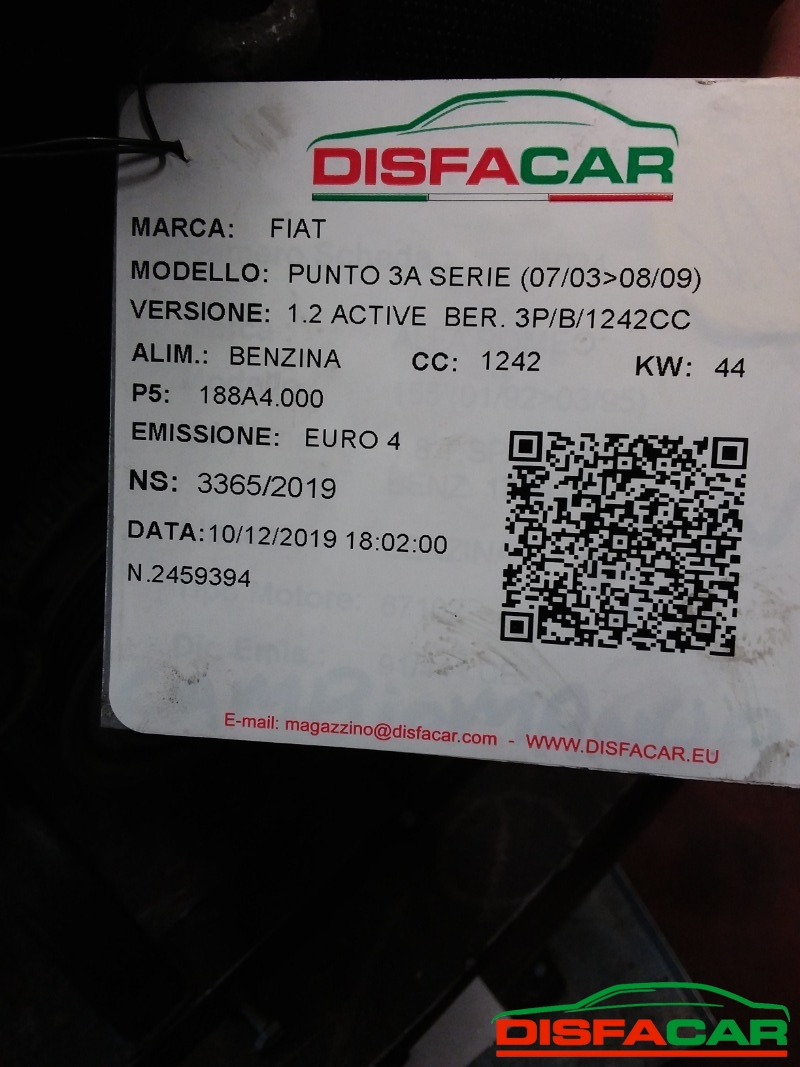 DISFACAR
MARCA: FIAT
MODELLO: PUNTO 3A SERIE (07/03>08/09)
VERSIONE: 1.2 ACTIVE BER. 3P/B/1242CC
ALIM.: BENZINA CC: 1242 KW: 44
P5: 188A4.000
EMISSIONE: EURO 4
NS: 3365/2019
DATA:10/12/2019 18:02:00
N.2459394
E-mail: magazzino@disfacar.com - WWW.DISFACAR.EU
DISFACAR